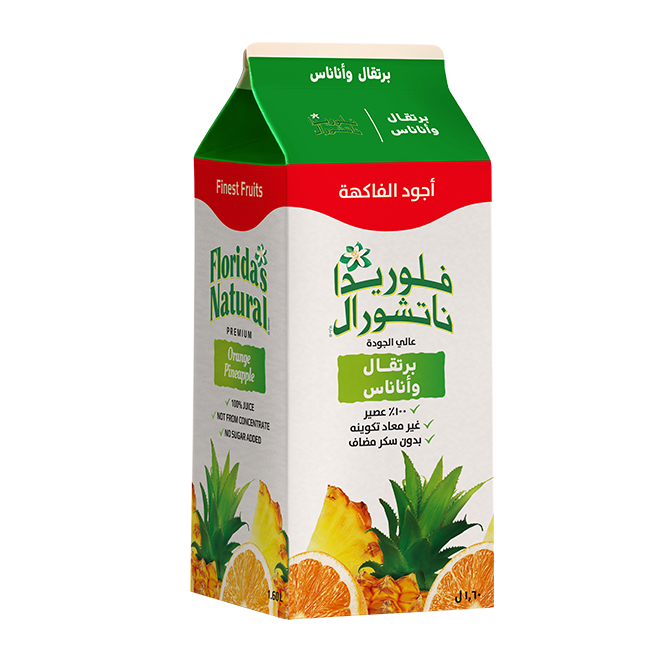 برتقال وأناناس
فلوريدا
ناتشورال
برتقال
وأناناس
Finest Fruits
أجود الفاكهة
Florida's
Natural
PREMIUM
Orange
Pineapple
✓ 100% JUICE
✓ NOT FROM CONCENTRATE
✓ NO SUGAR ADDED
1.60L
فلوريدا
ناتشورال
عالي الجودة
برتقال
وأناناس
✓ ١٠٠٪ عصير
✓ غير معاد تكوينه
✓ بدون سكر مضاف
١,٦٠ ل